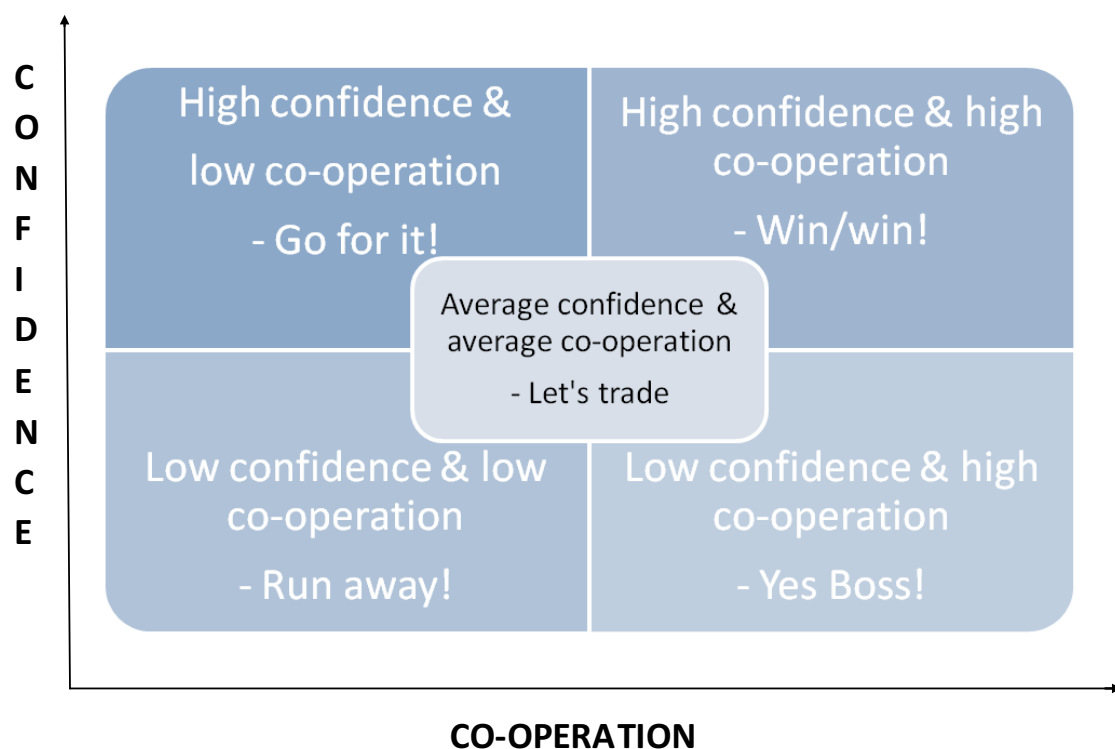 CONFIDENCE
High confidence &
low co-operation
- Go for it!
High confidence & high
co-operation
- Win/win!
Average confidence &
average co-operation
- Let's trade
Low confidence & low
co-operation
- Run away!
Low confidence & high
co-operation
- Yes Boss!
CO-OPERATION